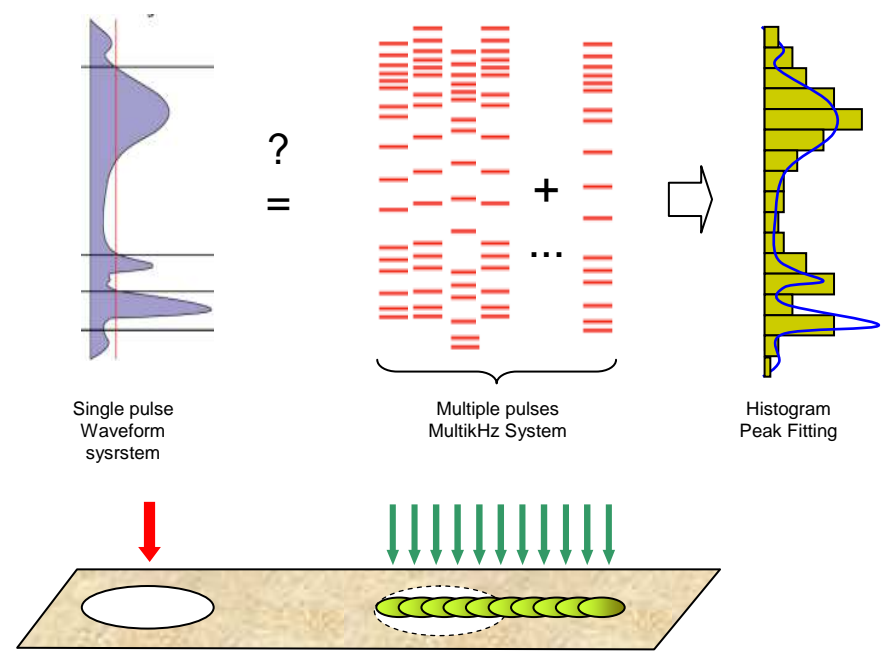 ?
=
+
...
Single pulse
Waveform
sysrstem
Multiple pulses
MultikHz System
Histogram
Peak Fitting